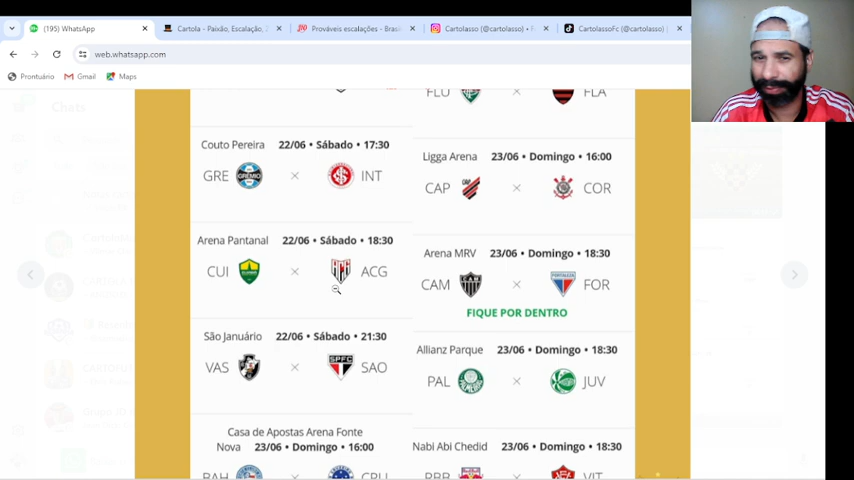 (195) WhatsApp
Cartola - Paixão, Escalação,
Prováveis escalações - Brasi
Cartolasso (@cartolasso) •
CartolassoFc (@cartolasso)
web.whatsapp.com
Prontuário
Gmail
Maps
Chats
FLU × FLA
Couto Pereira 22/06 • Sábado • 17:30
GRE × INT
Ligga Arena 23/06 • Domingo • 16:00
CAP × COR
Arena Pantanal 22/06 • Sábado • 18:30
CUI × ACG
Arena MRV 23/06 • Domingo • 18:30
CAM × FOR
FIQUE POR DENTRO
São Januário 22/06 • Sábado • 21:30
VAS × SAO
Allianz Parque 23/06 • Domingo • 18:30
PAL × JUV
Casa de Apostas Arena Fonte
Nova 23/06 • Domingo • 16:00
BAH × CRU
Nabi Abi Chedid 23/06 • Domingo • 18:30
RBB × VIT